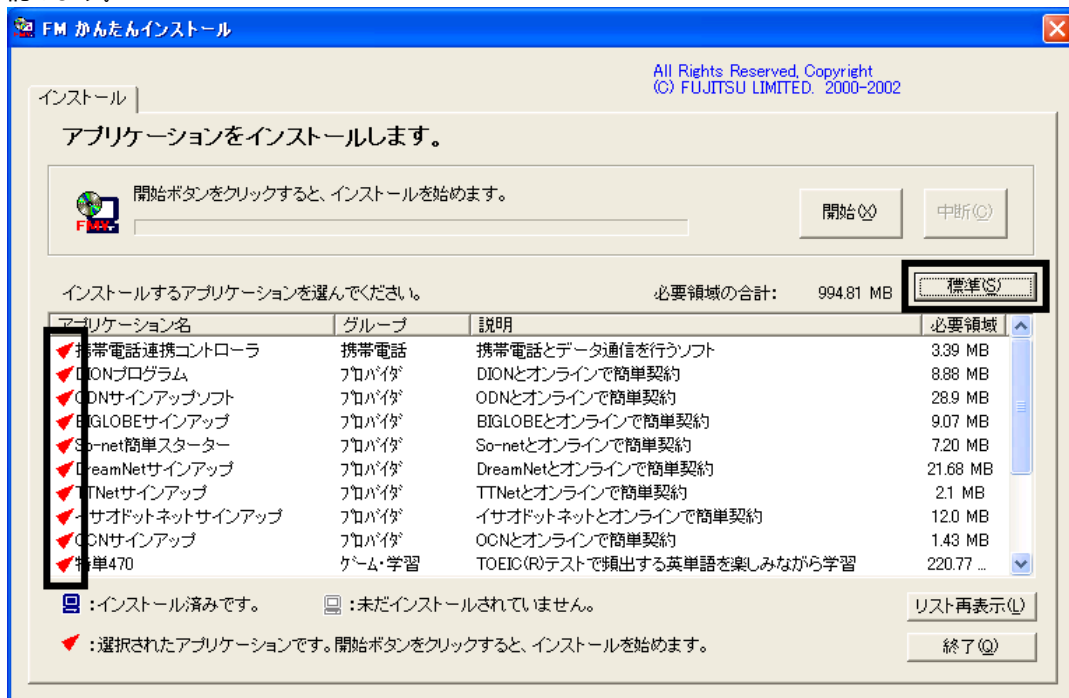 FM かんたんインストール
All Rights Reserved, Copyright
(C) FUJITSU LIMITED. 2000-2002
インストール
アプリケーションをインストールします。
開始ボタンをクリックすると、インストールを始めます。
FMV
開始(X)
中断(C)
インストールするアプリケーションを選んでください。 必要領域の合計: 994.81 MB 標準(S)
アプリケーション名 グループ 説明 必要領域
携帯電話連携コントローラ 携帯電話 携帯電話とデータ通信を行うソフト 3.39 MB
DIONプログラム プロバイダ DIONとオンラインで簡単契約 8.88 MB
ODNサインアップソフト プロバイダ ODNとオンラインで簡単契約 28.9 MB
BIGLOBEサインアップ プロバイダ BIGLOBEとオンラインで簡単契約 9.07 MB
So-net簡単スターター プロバイダ So-netとオンラインで簡単契約 7.20 MB
DreamNetサインアップ プロバイダ DreamNetとオンラインで簡単契約 21.68 MB
TTNetサインアップ プロバイダ TTNetとオンラインで簡単契約 2.1 MB
イサオドットネットサインアップ プロバイダ イサオドットネットとオンラインで簡単契約 12.0 MB
OCNサインアップ プロバイダ OCNとオンラインで簡単契約 1.43 MB
特単470 ゲーム・学習 TOEIC(R)テストで頻出する英単語を楽しみながら学習 220.77 ...
:インストール済みです。 :未だインストールされていません。 リスト再表示(L)
:選択されたアプリケーションです。開始ボタンをクリックすると、インストールを始めます。 終了(Q)